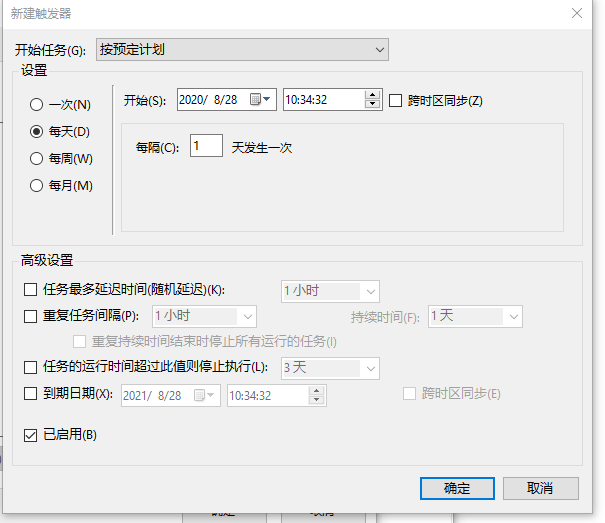 新建触发器
开始任务(G): 按预定计划
设置
一次(N)
每天(D)
每周(W)
每月(M)
开始(S): 2020/ 8/28 10:34:32 跨时区同步(Z)
每隔(C): 1 天发生一次
高级设置
任务最多延迟时间(随机延迟)(K): 1 小时
重复任务间隔(P): 1 小时 持续时间(F): 1 天
重复持续时间结束时停止所有运行的任务(I)
任务的运行时间超过此值则停止执行(L): 3 天
到期日期(X): 2021/ 8/28 10:34:32 跨时区同步(E)
已启用(B)
确定 取消